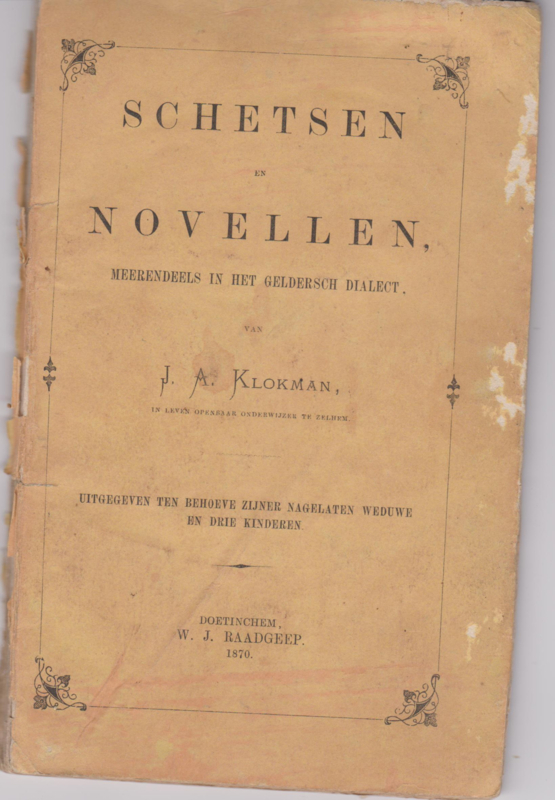 SCHETSEN
EN
NOVELLEN,
MEERENDEELS IN HET GELDERSCH DIALECT.
VAN
J. A. KLOKMAN,
IN LEVEN OPENBAAR ONDERWIJZER TE ZELHEM.
UITGEGEVEN TEN BEHOEVE ZIJNER NAGELATEN WEDUWE
EN DRIE KINDEREN.
DOETINCHEM,
W. J. RAADGEEP.
1870.